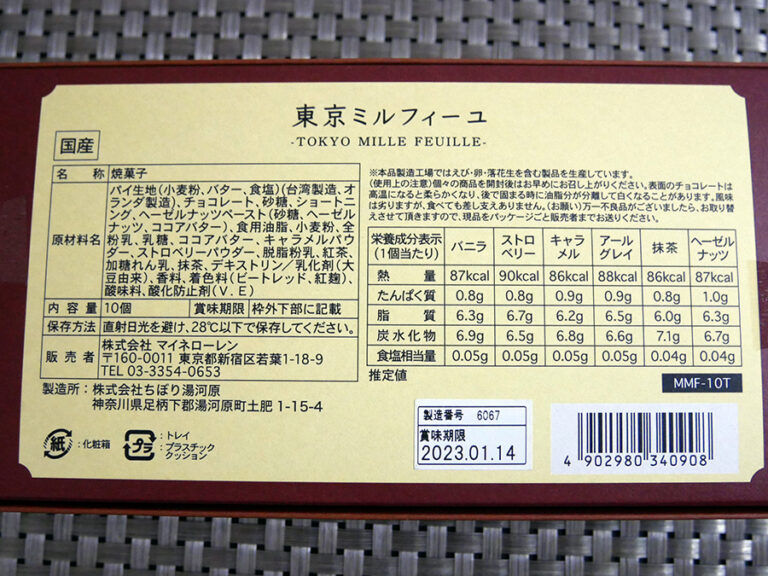 東京ミルフィーユ
-TOKYO MILLE FEUILLE-
国産
名 称 焼菓子
原材料名 パイ生地(小麦粉、バター、食塩)(台湾製造、オ
ランダ製造)、チョコレート、砂糖、ショートニ
ング、ヘーゼルナッツペースト(砂糖、ヘーゼル
ナッツ、ココアバター)、食用油脂、小麦粉、全
粉乳、乳糖、ココアバター、キャラメルパウ
ダー、ストロベリーパウダー、脱脂粉乳、紅茶、
加糖れん乳、抹茶、デキストリン／乳化剤(大
豆由来)、香料、着色料(ビートレッド、紅麹)、
酸味料、酸化防止剤(V.E)
内 容 量 10個 賞味期限 枠外下部に記載
保存方法 直射日光を避け、28℃以下で保存してください。
販 売 者 株式会社 マイネローレン
〒160-0011 東京都新宿区若葉1-18-9
TEL 03-3354-0653
製造所：株式会社ちぼり湯河原
神奈川県足柄下郡湯河原町土肥 1-15-4
紙 ：化粧箱
プラ ：トレイ
：プラスチック
クッション
※本品製造工場ではえび・卵・落花生を含む製品を生産しています。
(使用上の注意)個々の商品を開封後はお早めにお召し上がりください。表面のチョコレートは
高温になると柔らかくなり、後で固まる時に油脂分が分離して白くなることがあります。風味
は劣りますが、食べても差し支えありません。(お願い)万一不良品がございましたら、お取り替
えさせて頂きますので、現品をパッケージごと販売者までお送りください。
栄養成分表示 (1個当たり) バニラ ストロベリー キャラメル アールグレイ 抹茶 ヘーゼルナッツ
熱 量 87kcal 90kcal 86kcal 88kcal 86kcal 87kcal
たんぱく質 0.8g 0.8g 0.9g 0.9g 0.8g 1.0g
脂 質 6.3g 6.7g 6.2g 6.5g 6.0g 6.3g
炭水化物 6.9g 6.5g 6.8g 6.6g 7.1g 6.7g
食塩相当量 0.05g 0.05g 0.05g 0.05g 0.04g 0.04g
推定値
MMF-10T
製造番号 6067
賞味期限
2023.01.14
4 902980 340908